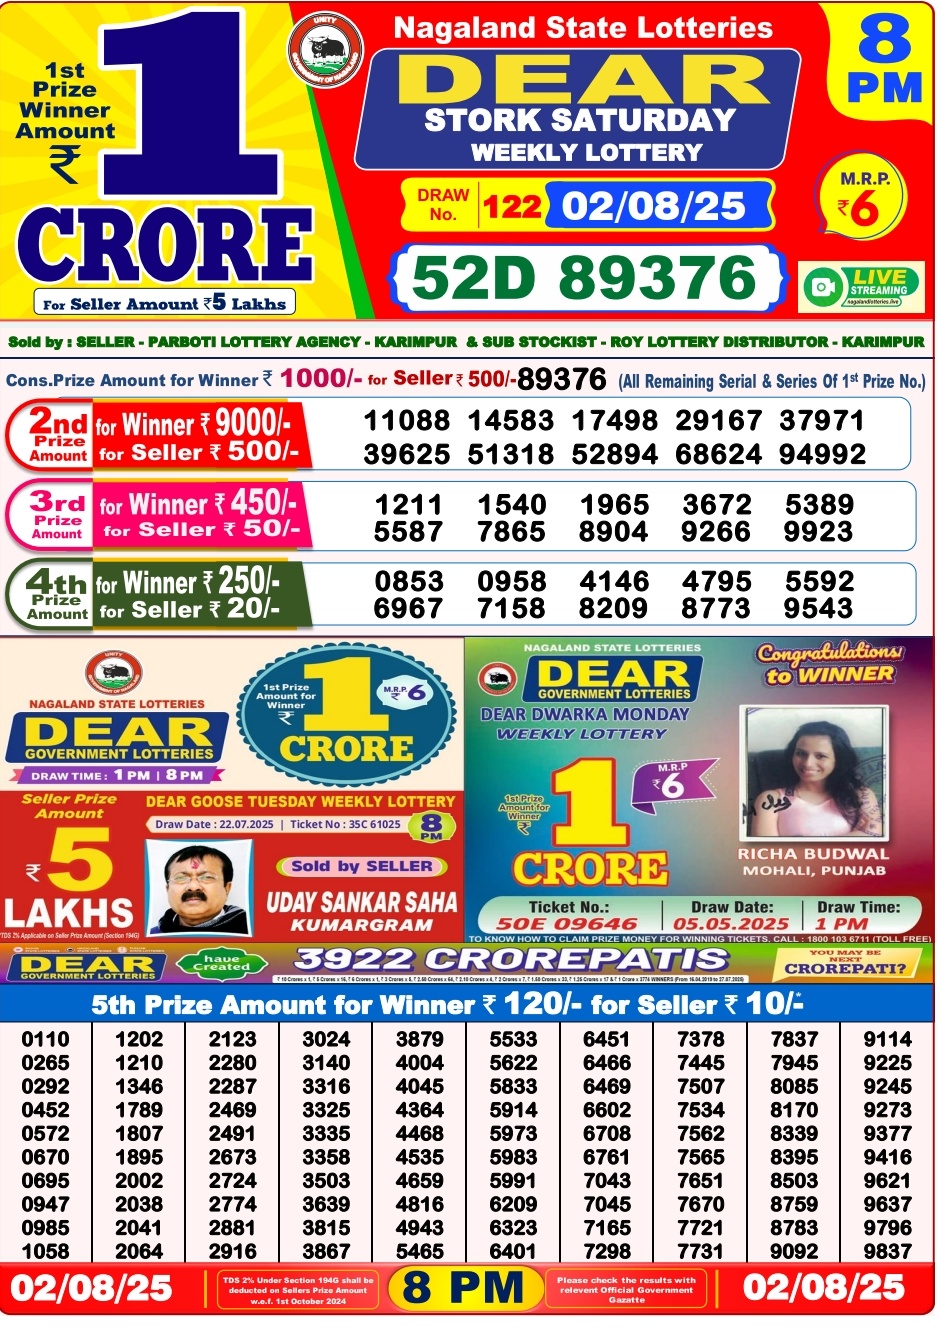 1st
Prize
Winner
Amount
₹
1
CRORE
For Seller Amount ₹5 Lakhs
UNITY
GOVERNMENT OF NAGALAND
Nagaland State Lotteries
DEAR
STORK SATURDAY
WEEKLY LOTTERY
8
PM
DRAW
No.
122
02/08/25
M.R.P.
₹6
52D 89376
LIVE
STREAMING
nagalandlotteries.live
Sold by : SELLER - PARBOTI LOTTERY AGENCY - KARIMPUR & SUB STOCKIST - ROY LOTTERY DISTRIBUTOR - KARIMPUR
Cons.Prize Amount for Winner ₹ 1000/- for Seller ₹ 500/- 89376 (All Remaining Serial & Series Of 1st Prize No.)
2nd
Prize
Amount
for Winner ₹ 9000/-
for Seller ₹ 500/-
11088 14583 17498 29167 37971
39625 51318 52894 68624 94992
3rd
Prize
Amount
for Winner ₹ 450/-
for Seller ₹ 50/-
1211 1540 1965 3672 5389
5587 7865 8904 9266 9923
4th
Prize
Amount
for Winner ₹ 250/-
for Seller ₹ 20/-
0853 0958 4146 4795 5592
6967 7158 8209 8773 9543
UNITY
GOVERNMENT OF NAGALAND
NAGALAND STATE LOTTERIES
DEAR
GOVERNMENT LOTTERIES
DRAW TIME : 1 PM | 8 PM
1st Prize
Amount for
Winner
₹
1
CRORE
M.R.P.
₹6
Seller Prize
Amount
₹5
LAKHS
*TDS 2% Applicable on Seller Prize Amount (Section 194G)
DEAR GOOSE TUESDAY WEEKLY LOTTERY
Draw Date : 22.07.2025 | Ticket No : 35C 61025
8
PM
Sold by SELLER
UDAY SANKAR SAHA
KUMARGRAM
NAGALAND STATE LOTTERIES
DEAR
GOVERNMENT LOTTERIES
DEAR DWARKA MONDAY
WEEKLY LOTTERY
1st Prize
Amount for
Winner
₹
1
CRORE
M.R.P
₹6
Congratulations
to WINNER
RICHA BUDWAL
MOHALI, PUNJAB
Ticket No.: Draw Date: Draw Time:
50E 09646 05.05.2025 1 PM
TO KNOW HOW TO CLAIM PRIZE MONEY FOR WINNING TICKETS, CALL : 1800 103 6711 (TOLL FREE)
DEAR
GOVERNMENT LOTTERIES
have
Created
3922 CROREPATIS
YOU MAY BE
NEXT
CROREPATI?
5th Prize Amount for Winner ₹ 120/- for Seller ₹ 10/-*
0110 1202 2123 3024 3879 5533 6451 7378 7837 9114
0265 1210 2280 3140 4004 5622 6466 7445 7945 9225
0292 1346 2287 3316 4045 5833 6469 7507 8085 9245
0452 1789 2469 3325 4364 5914 6602 7534 8170 9273
0572 1807 2491 3335 4468 5973 6708 7562 8339 9377
0670 1895 2673 3358 4535 5983 6761 7565 8395 9416
0695 2002 2724 3503 4659 5991 7043 7651 8503 9621
0947 2038 2774 3639 4816 6209 7045 7670 8759 9637
0985 2041 2881 3815 4943 6323 7165 7721 8783 9796
1058 2064 2916 3867 5465 6401 7298 7731 9092 9837
02/08/25
TDS 2% Under Section 194G shall be
deducted on Sellers Prize Amount
w.e.f. 1st October 2024
8 PM
Please check the results with
relevent Official Government
Gazatte
02/08/25